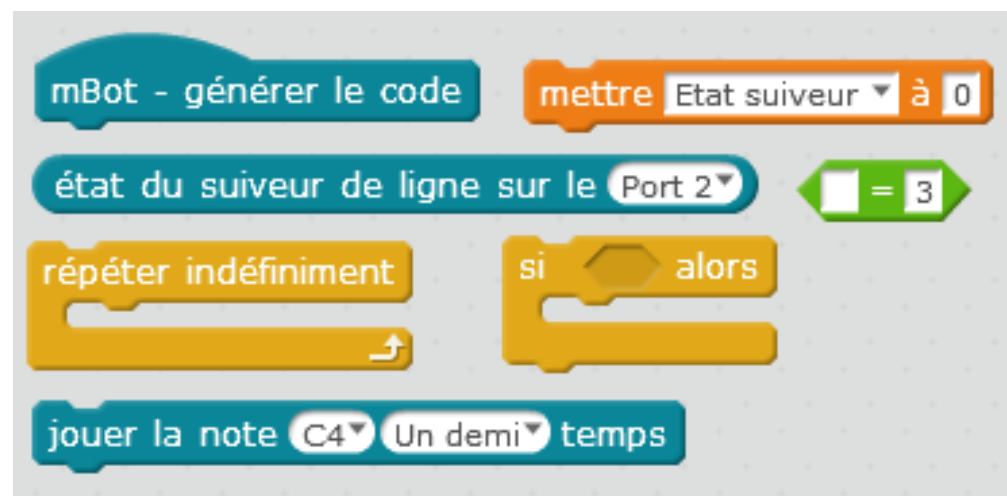 mBot - générer le code
mettre Etat suiveur à 0
état du suiveur de ligne sur le Port 2
= 3
répéter indéfiniment
si alors
jouer la note C4 Un demi temps